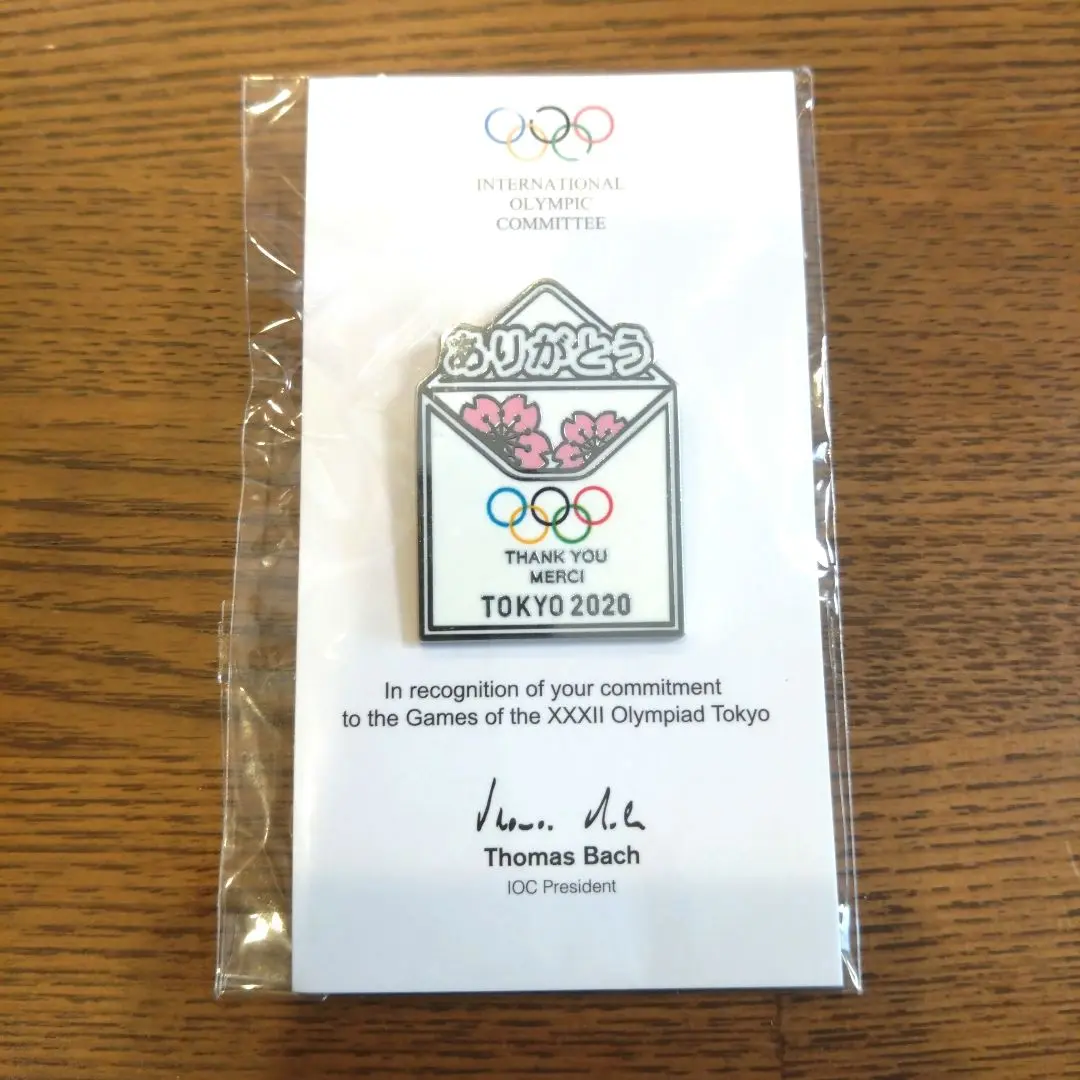 INTERNATIONAL
OLYMPIC
COMMITTEE
ありがとう
THANK YOU
MERCI
TOKYO 2020
In recognition of your commitment
to the Games of the XXXII Olympiad Tokyo
Thomas Bach
IOC President